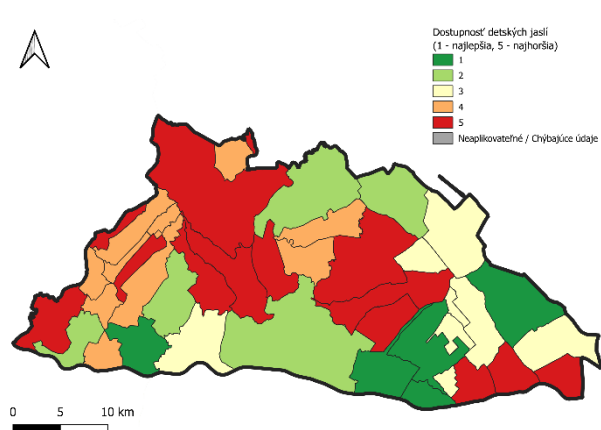 Dostupnosť detských jaslí
(1 - najlepšia, 5 - najhoršia)
1
2
3
4
5
Neaplikovateľné / Chýbajúce údaje
0 5 10 km